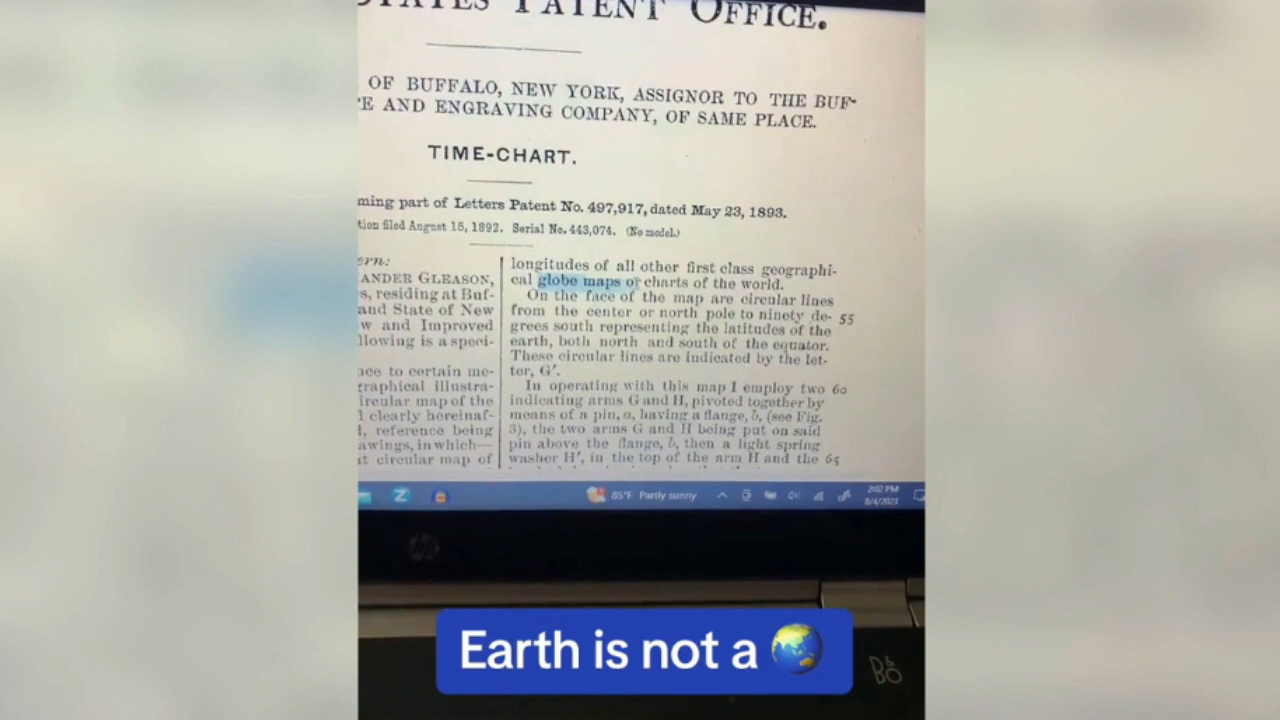 STATES PATENT OFFICE.
OF BUFFALO, NEW YORK, ASSIGNOR TO THE BUF-
E AND ENGRAVING COMPANY, OF SAME PLACE.
TIME-CHART.
ming part of Letters Patent No. 497,917, dated May 23, 1893.
tion filed August 15, 1892. Serial No. 443,074. (No model.)
ern:
ANDER GLEASON,
s, residing at Buf-
and State of New
w and Improved
llowing is a speci-
nce to certain me-
raphical illustra-
ircular map of the
l clearly hereinaf-
, reference being
awings, in which—
at circular map of
longitudes of all other first class geographi-
cal globe maps or charts of the world.
On the face of the map are circular lines
from the center or north pole to ninety de- 55
grees south representing the latitudes of the
earth, both north and south of the equator.
These circular lines are indicated by the let-
ter, G'.
In operating with this map I employ two 60
indicating arms G and H, pivoted together by
means of a pin, a, having a flange, b, (see Fig.
3), the two arms G and H being put on said
pin above the flange, b, then a light spring
washer H', in the top of the arm H and the 65
85°F Partly sunny
2:02 PM
8/4/2023
hp
Earth is not a 🌏
B&O